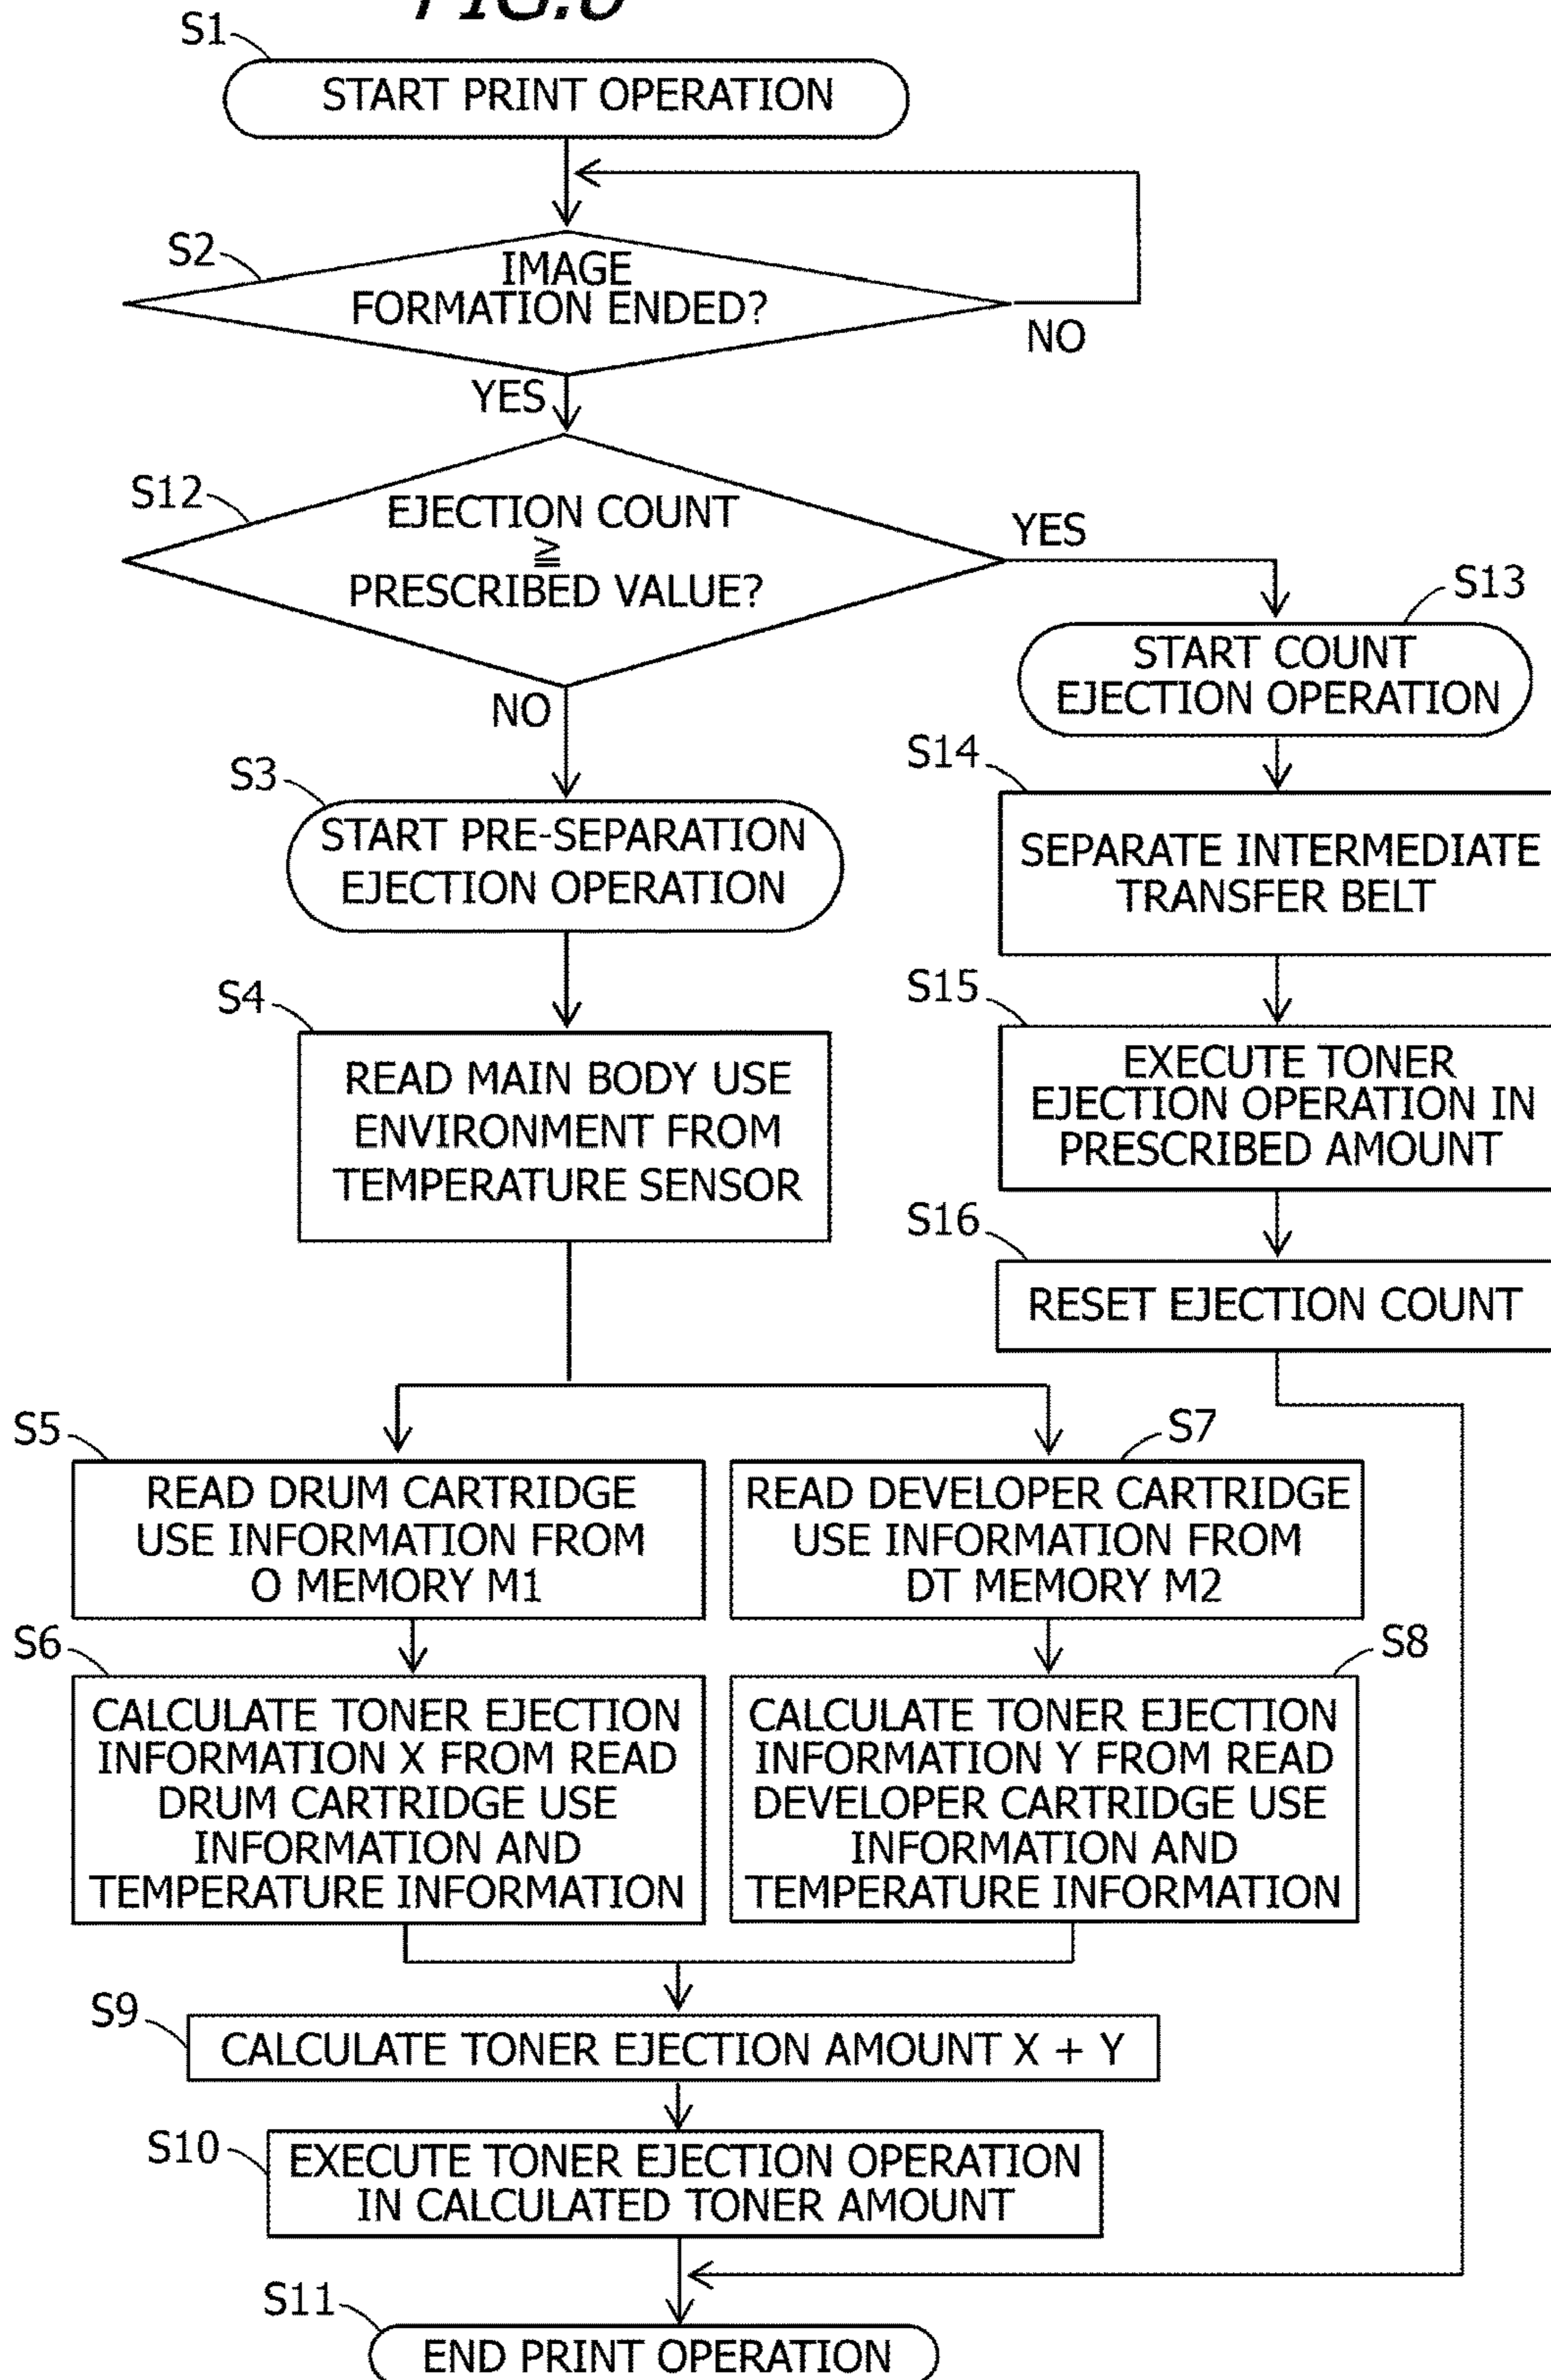 S1
START PRINT OPERATION
S2
IMAGE
FORMATION ENDED?
NO
YES
S12
EJECTION COUNT
≧
PRESCRIBED VALUE?
YES
NO
S13
START COUNT
EJECTION OPERATION
S14
SEPARATE INTERMEDIATE
TRANSFER BELT
S15
EXECUTE TONER
EJECTION OPERATION IN
PRESCRIBED AMOUNT
S16
RESET EJECTION COUNT
S3
START PRE-SEPARATION
EJECTION OPERATION
S4
READ MAIN BODY USE
ENVIRONMENT FROM
TEMPERATURE SENSOR
S5
READ DRUM CARTRIDGE
USE INFORMATION FROM
O MEMORY M1
S7
READ DEVELOPER CARTRIDGE
USE INFORMATION FROM
DT MEMORY M2
S6
CALCULATE TONER EJECTION
INFORMATION X FROM READ
DRUM CARTRIDGE USE
INFORMATION AND
TEMPERATURE INFORMATION
S8
CALCULATE TONER EJECTION
INFORMATION Y FROM READ
DEVELOPER CARTRIDGE USE
INFORMATION AND
TEMPERATURE INFORMATION
S9
CALCULATE TONER EJECTION AMOUNT X + Y
S10
EXECUTE TONER EJECTION OPERATION
IN CALCULATED TONER AMOUNT
S11
END PRINT OPERATION